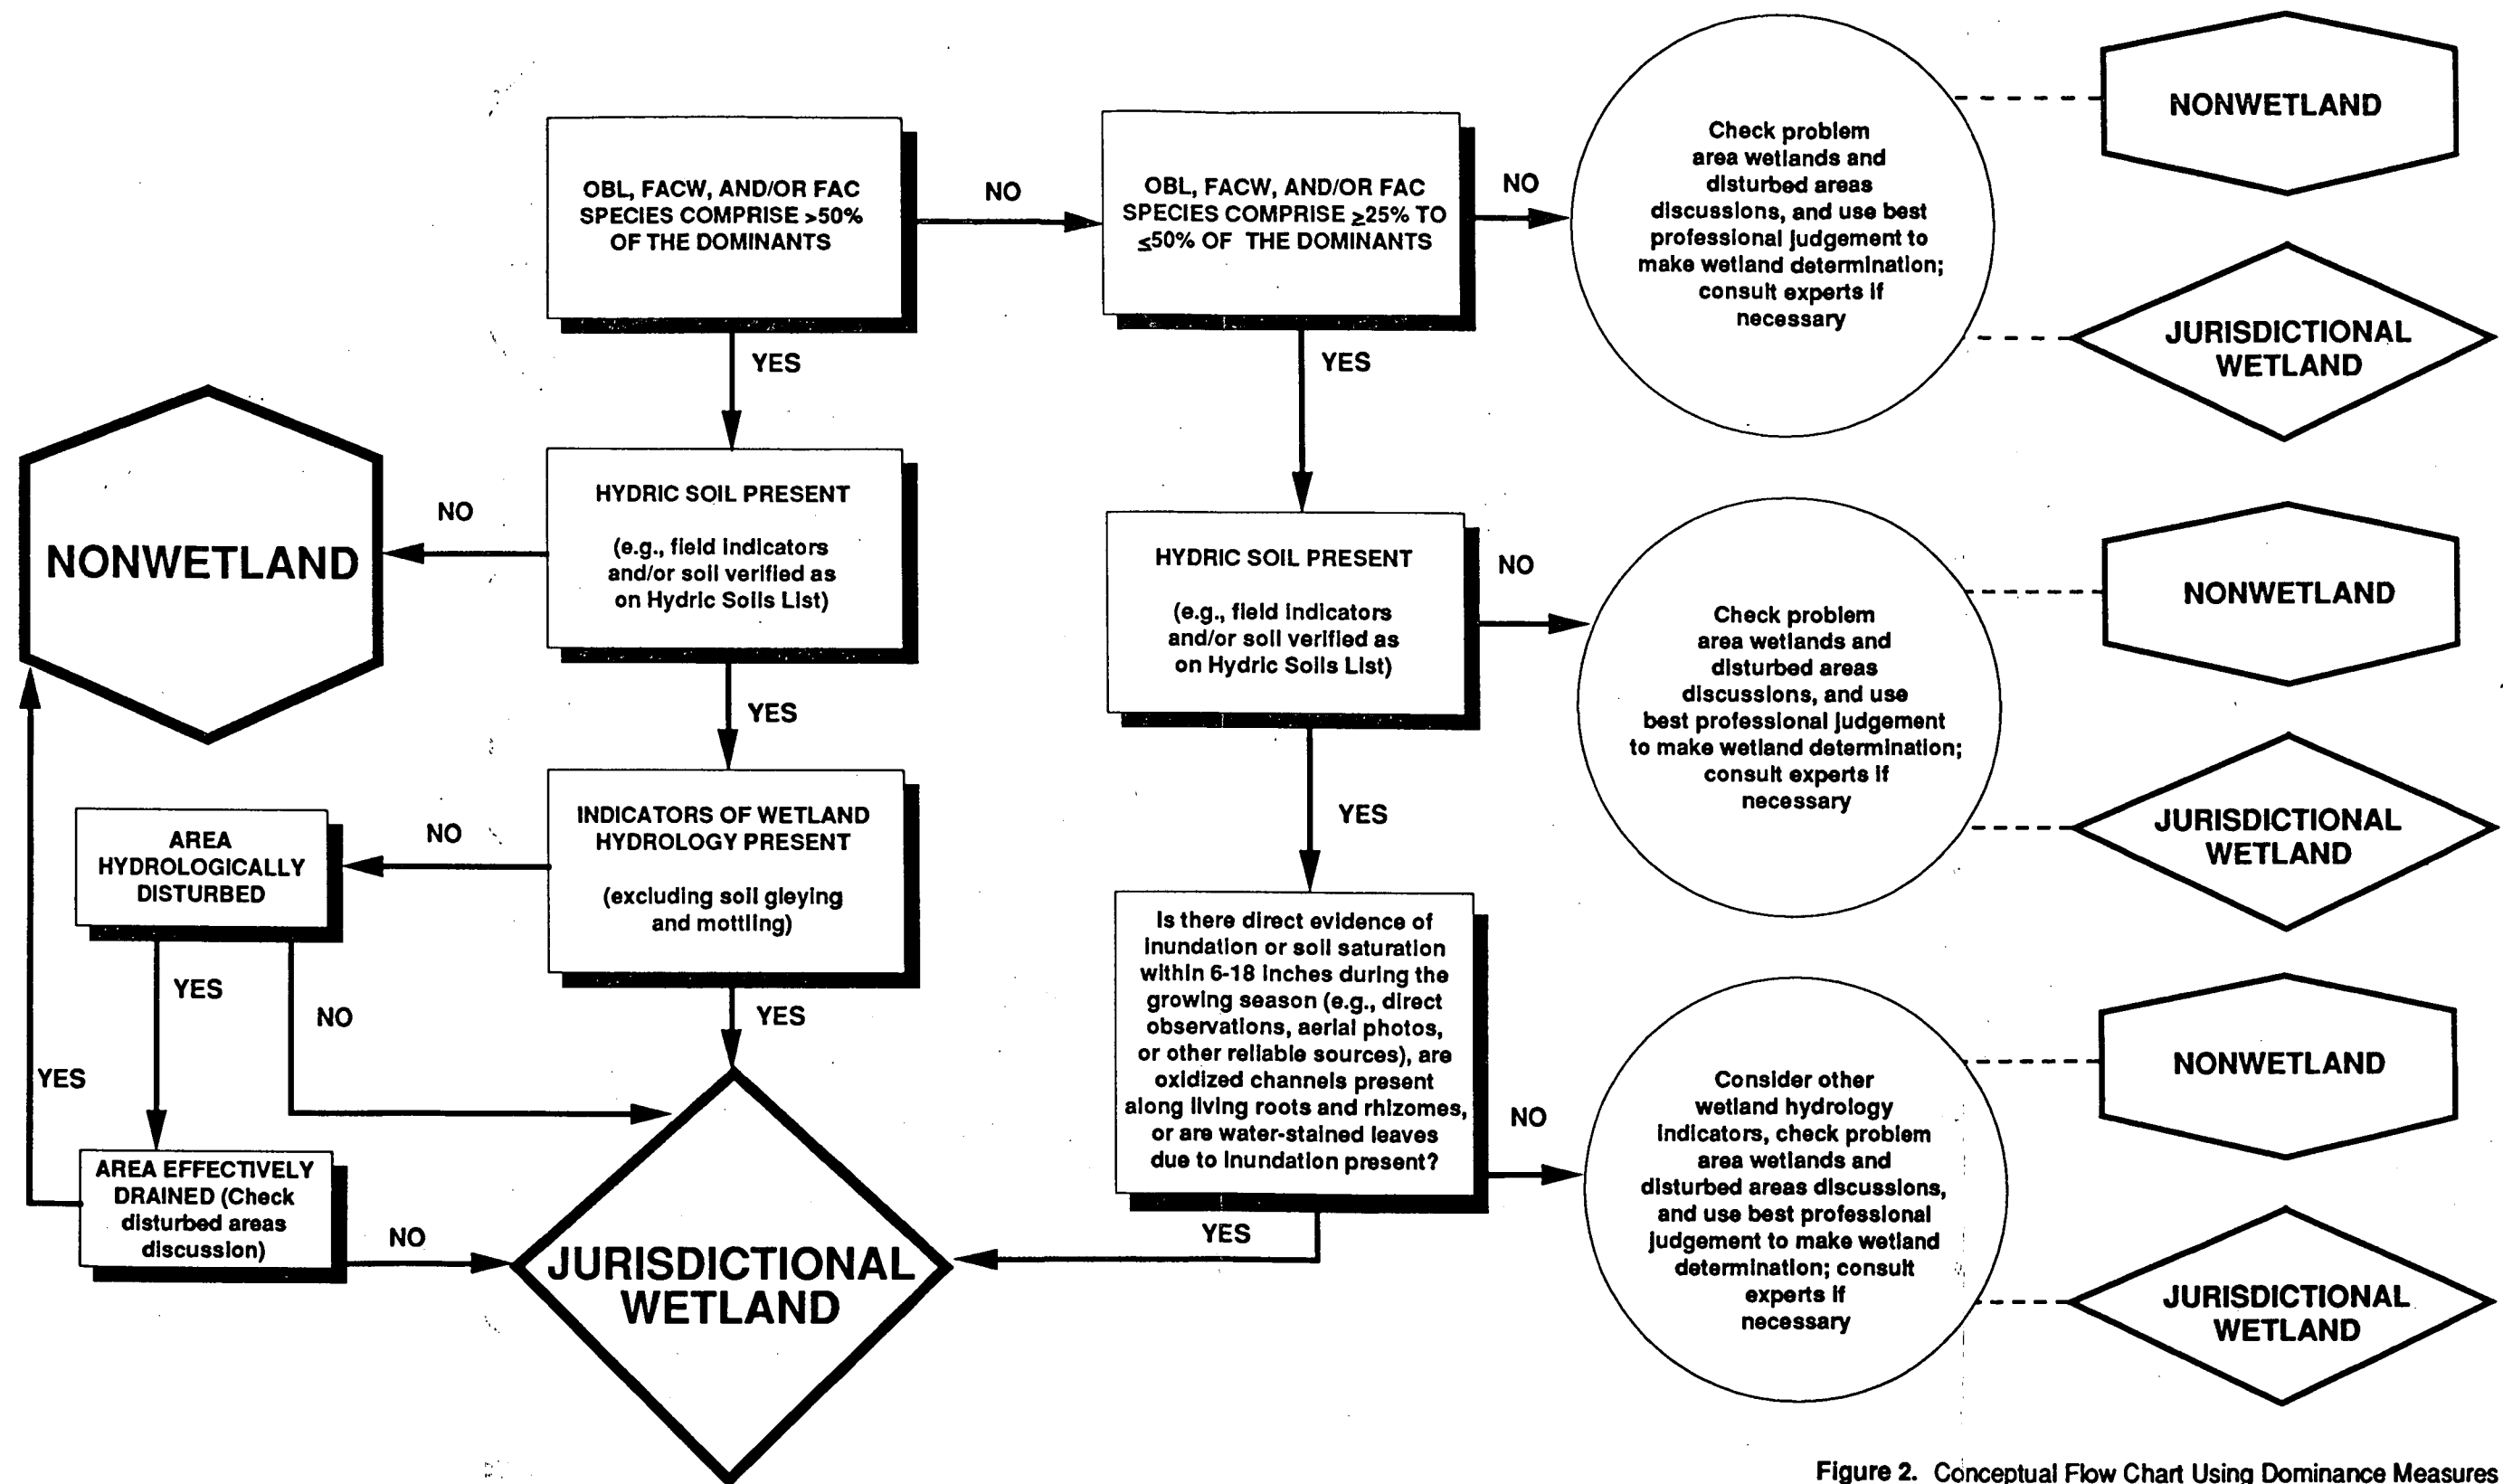 OBL, FACW, AND/OR FAC
SPECIES COMPRISE >50%
OF THE DOMINANTS
NO
OBL, FACW, AND/OR FAC
SPECIES COMPRISE ≥25% TO
≤50% OF THE DOMINANTS
NO
Check problem
area wetlands and
disturbed areas
discussions, and use best
professional judgement to
make wetland determination;
consult experts if
necessary
NONWETLAND
JURISDICTIONAL
WETLAND
YES
YES
NONWETLAND
NO
HYDRIC SOIL PRESENT
(e.g., field indicators
and/or soil verified as
on Hydric Soils List)
HYDRIC SOIL PRESENT
(e.g., field indicators
and/or soil verified as
on Hydric Soils List)
NO
Check problem
area wetlands and
disturbed areas
discussions, and use
best professional judgement
to make wetland determination;
consult experts if
necessary
NONWETLAND
JURISDICTIONAL
WETLAND
YES
YES
AREA
HYDROLOGICALLY
DISTURBED
NO
INDICATORS OF WETLAND
HYDROLOGY PRESENT
(excluding soil gleying
and mottling)
Is there direct evidence of
inundation or soil saturation
within 6-18 inches during the
growing season (e.g., direct
observations, aerial photos,
or other reliable sources), are
oxidized channels present
along living roots and rhizomes,
or are water-stained leaves
due to inundation present?
NO
Consider other
wetland hydrology
indicators, check problem
area wetlands and
disturbed areas discussions,
and use best professional
judgement to make wetland
determination; consult
experts if
necessary
NONWETLAND
JURISDICTIONAL
WETLAND
YES
NO
YES
YES
AREA EFFECTIVELY
DRAINED (Check
disturbed areas
discussion)
NO
JURISDICTIONAL
WETLAND
YES
Figure 2. Conceptual Flow Chart Using Dominance Measures